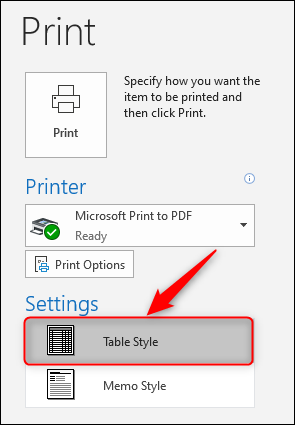 Print
Specify how you want the
item to be printed and
then click Print.
Print
Printer
Microsoft Print to PDF
Ready
Print Options
Settings
Table Style
Memo Style